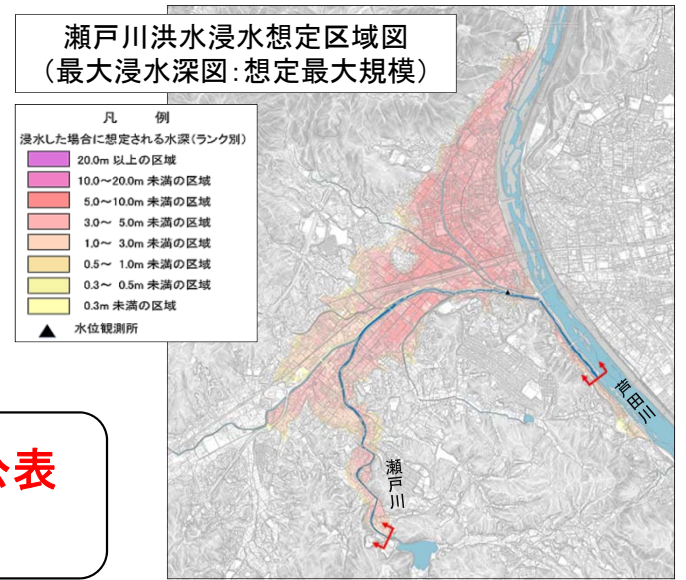 瀬戸川洪水浸水想定区域図
（最大浸水深図：想定最大規模）
凡　例
浸水した場合に想定される水深（ランク別）
20.0m 以上の区域
10.0～20.0m 未満の区域
5.0～10.0m 未満の区域
3.0～ 5.0m 未満の区域
1.0～ 3.0m 未満の区域
0.5～ 1.0m 未満の区域
0.3～ 0.5m 未満の区域
0.3m 未満の区域
水位観測所
芦田川
瀬戸川
公表